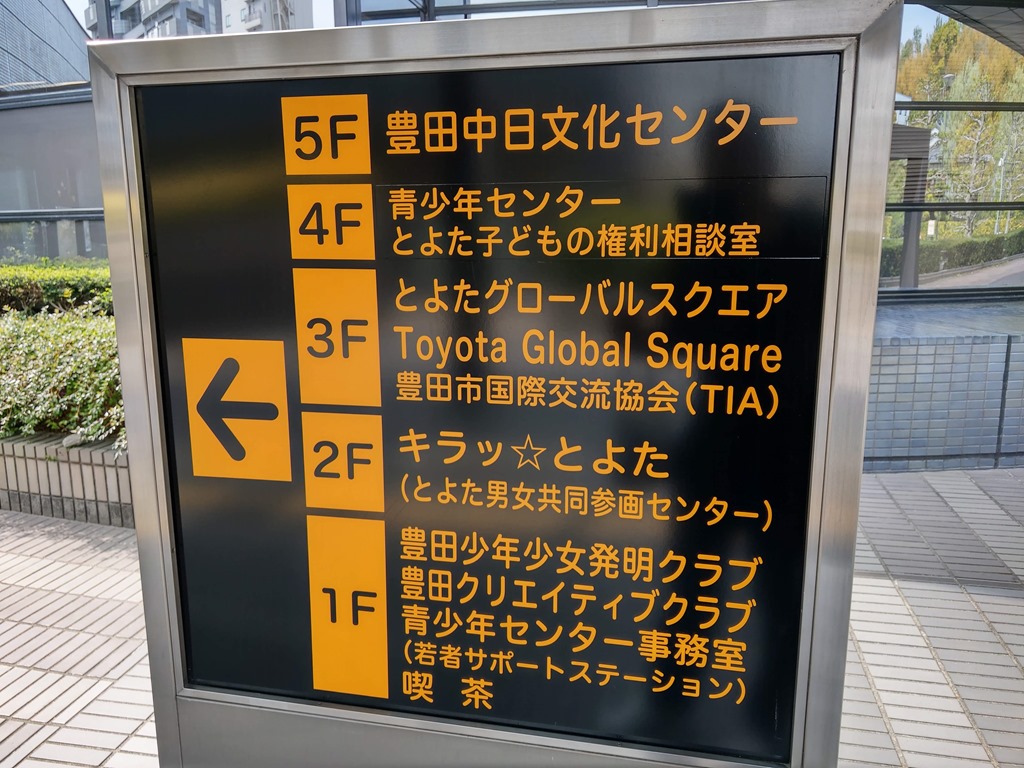 5F 豊田中日文化センター
4F 青少年センター
とよた子どもの権利相談室
3F とよたグローバルスクエア
Toyota Global Square
豊田市国際交流協会(TIA)
2F キラッ☆とよた
(とよた男女共同参画センター)
1F 豊田少年少女発明クラブ
豊田クリエイティブクラブ
青少年センター事務室
(若者サポートステーション)
喫 茶